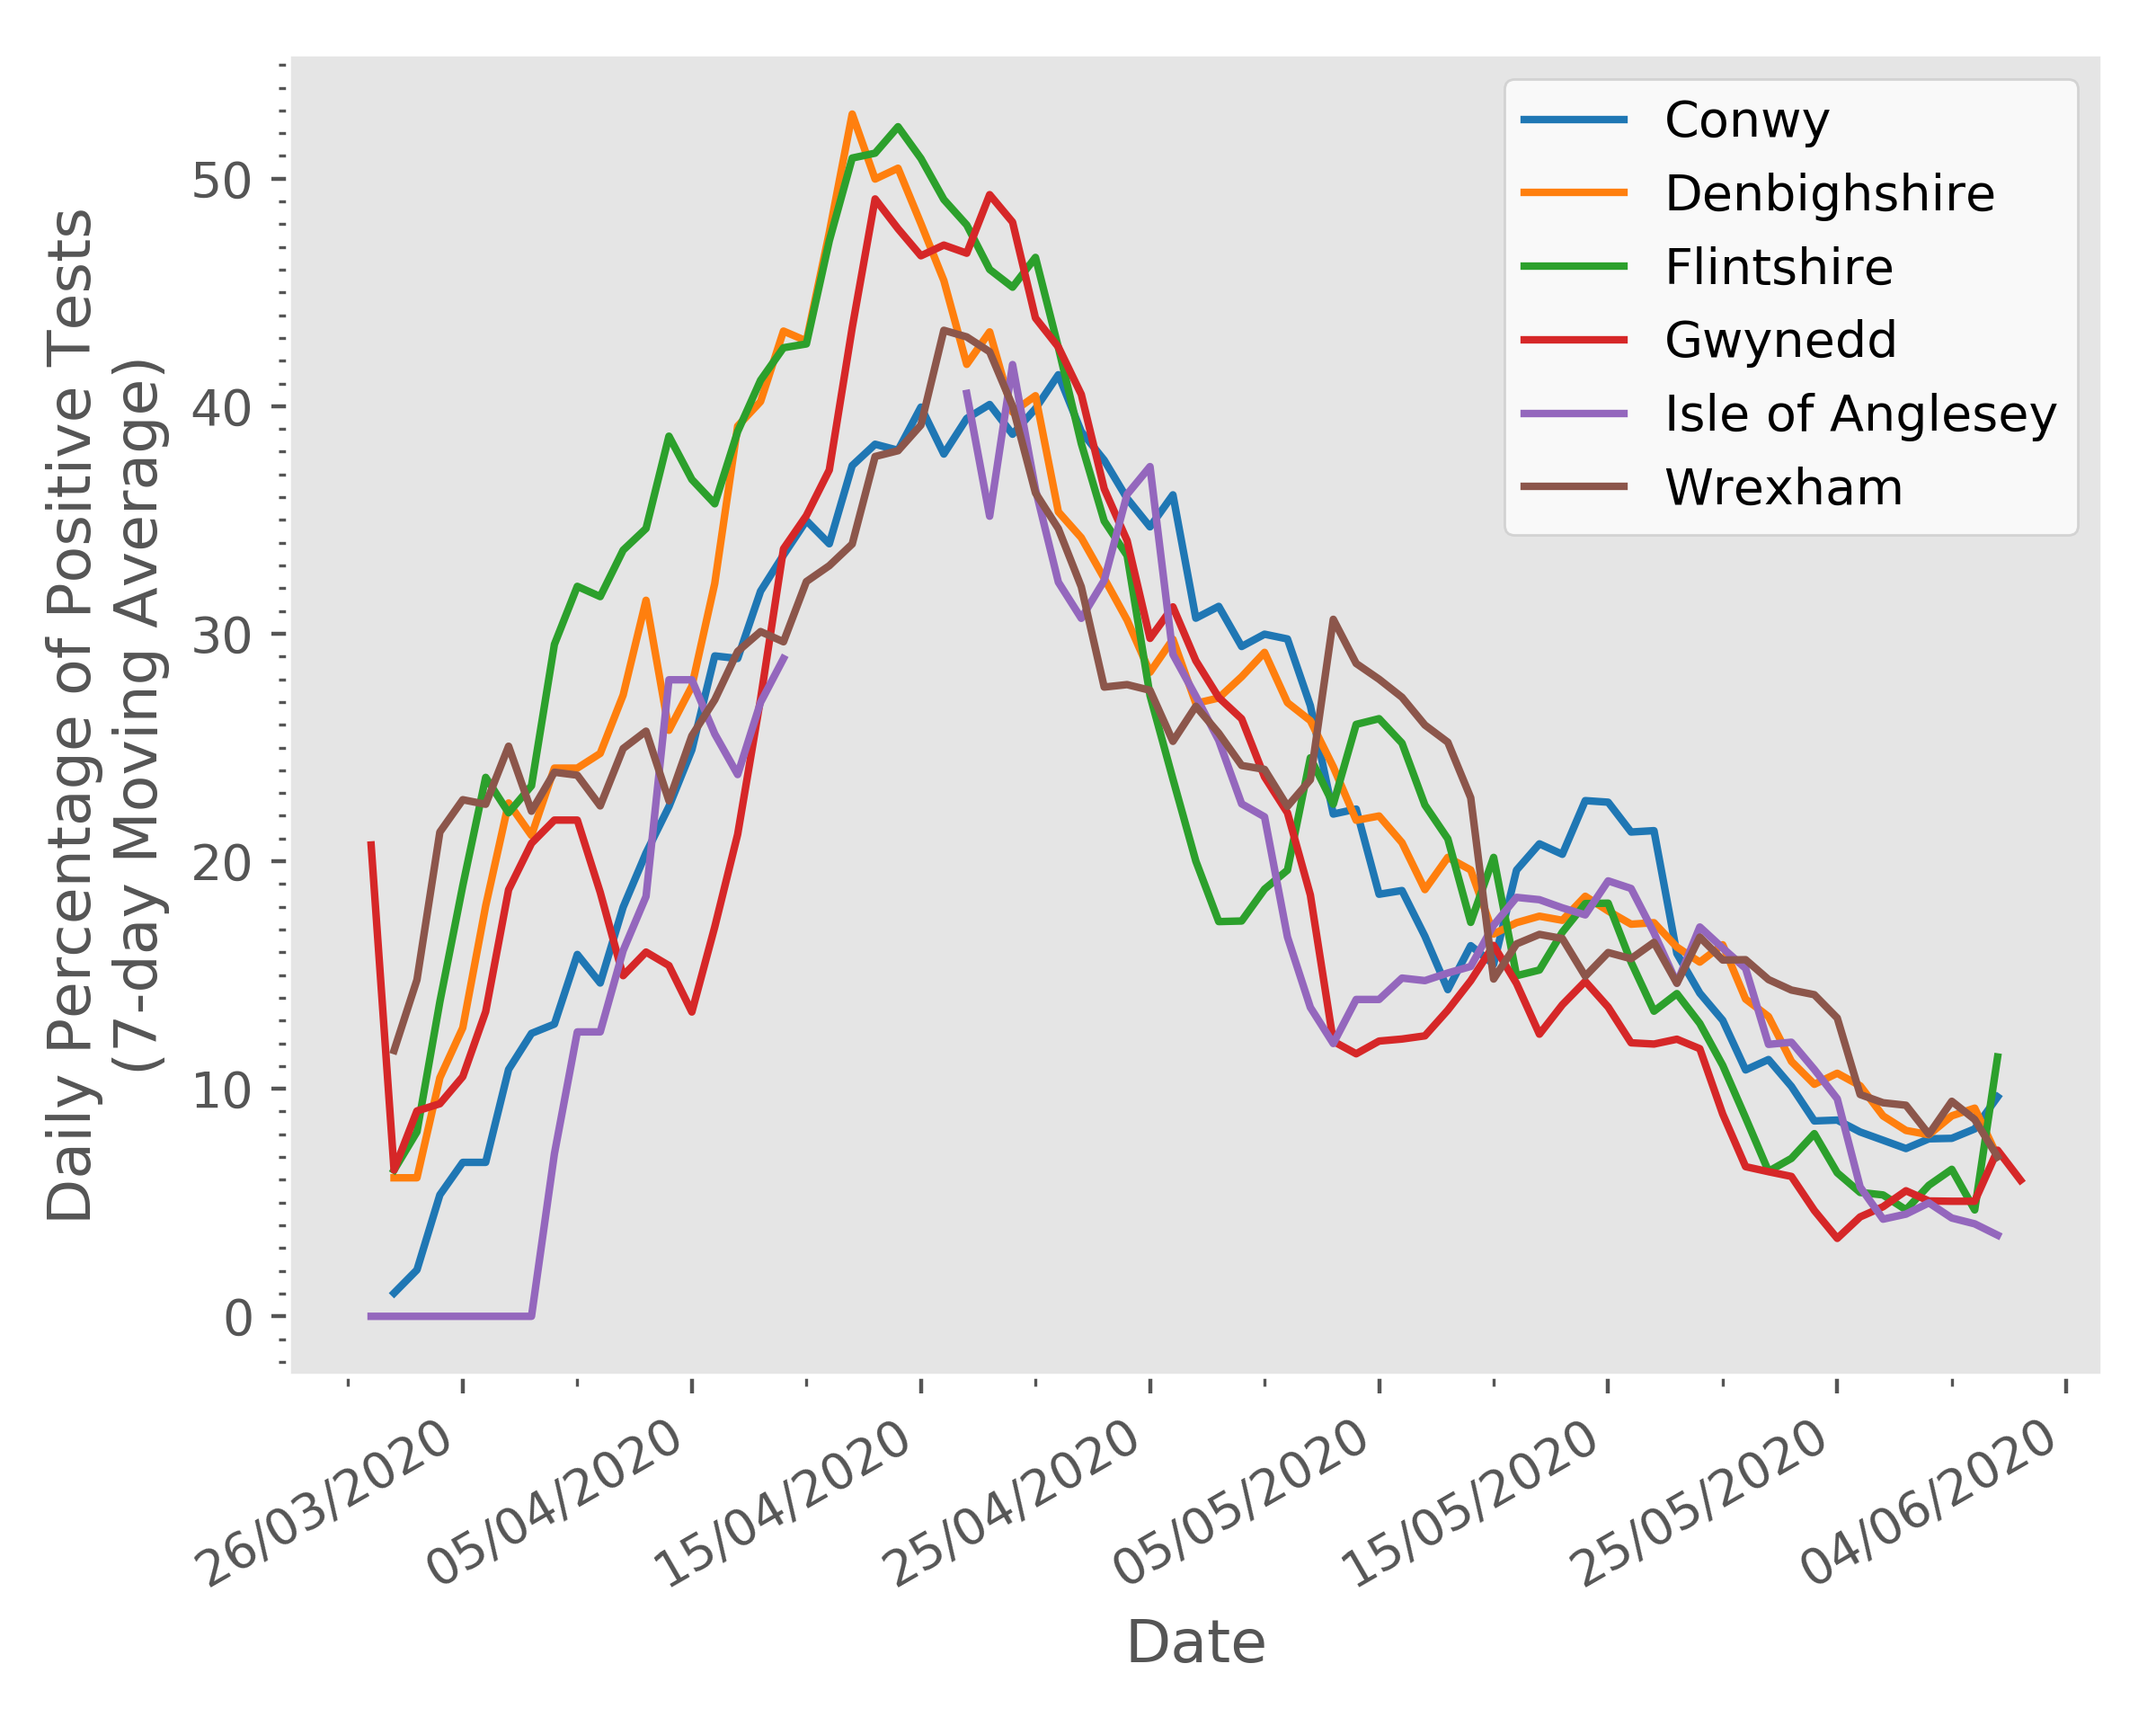 Daily Percentage of Positive Tests
(7-day Moving Average)
50
40
30
20
10
0
Conwy
Denbighshire
Flintshire
Gwynedd
Isle of Anglesey
Wrexham
26/03/2020
05/04/2020
15/04/2020
25/04/2020
05/05/2020
15/05/2020
25/05/2020
04/06/2020
Date